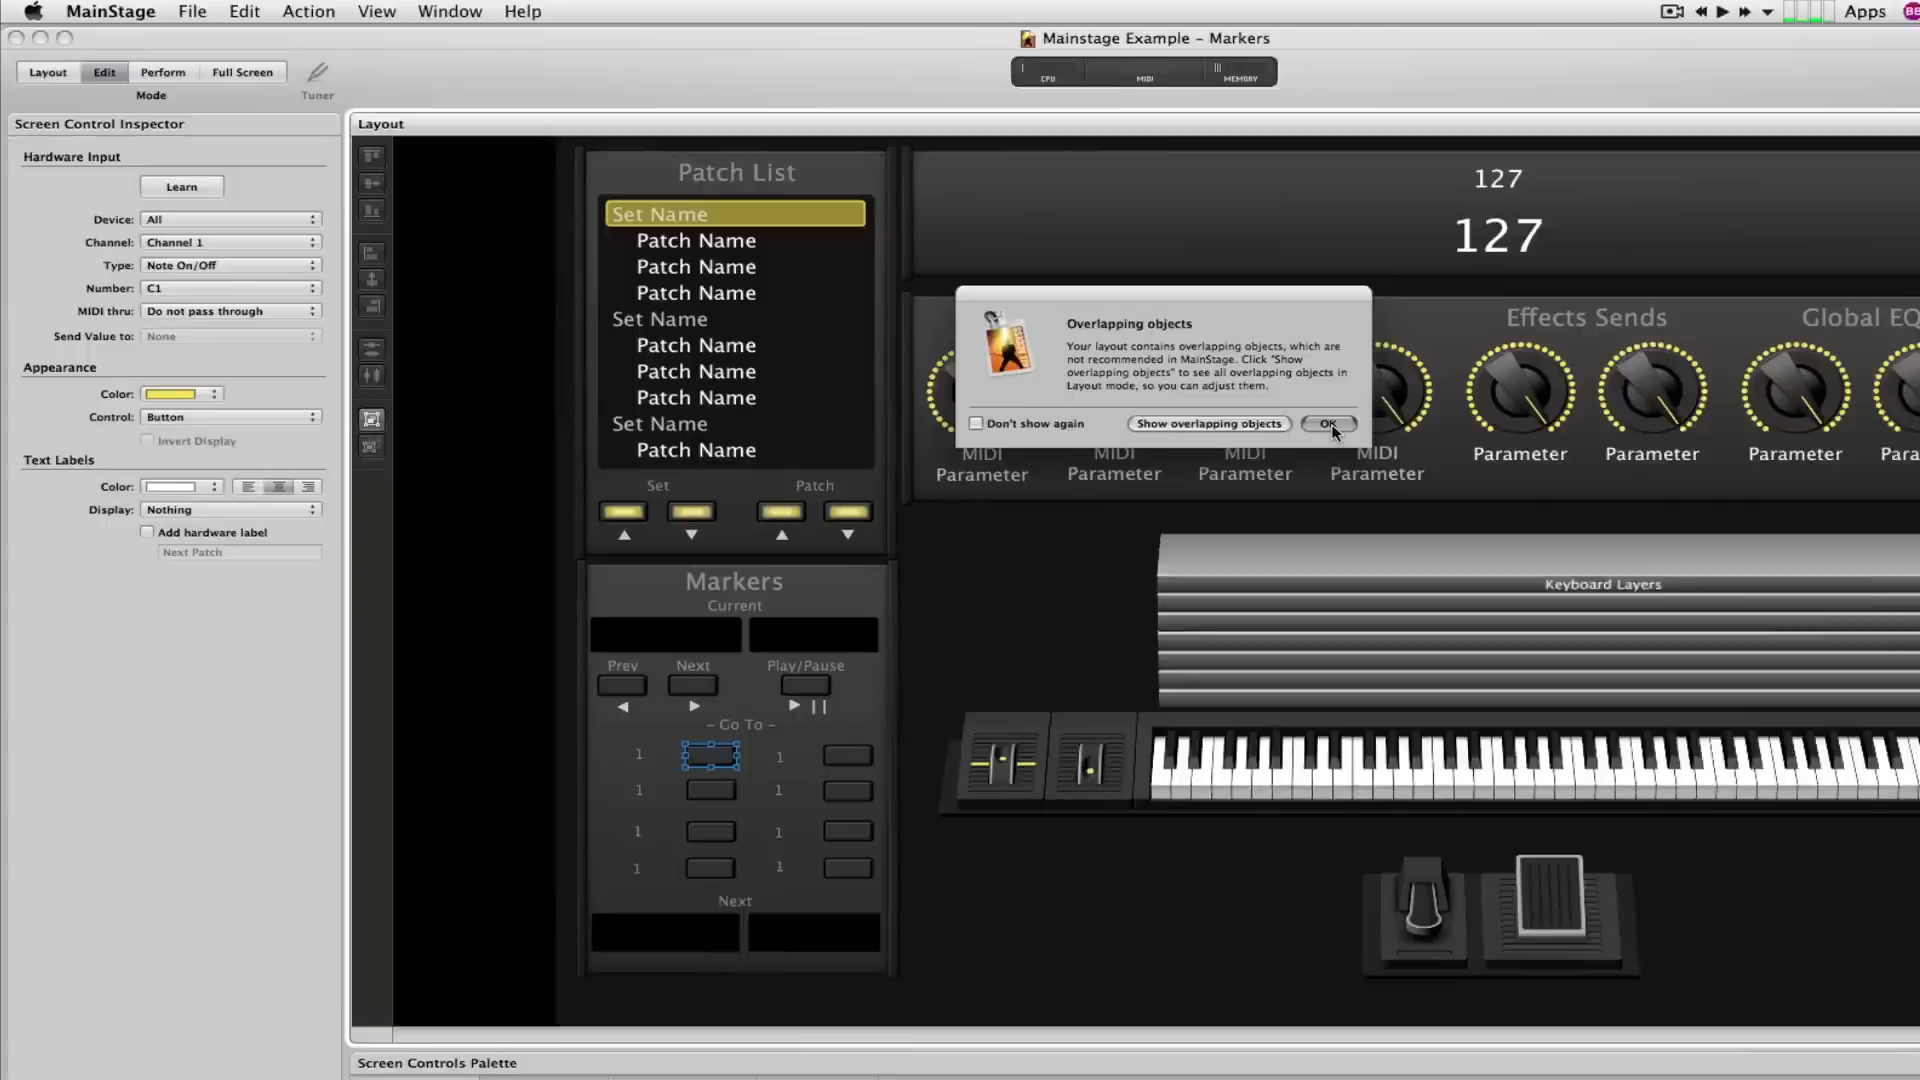 MainStage File Edit Action View Window Help Apps
Mainstage Example – Markers
Layout Edit Perform Full Screen
Mode Tuner
CPU MIDI MEMORY
Screen Control Inspector
Hardware Input
Learn
Device: All
Channel: Channel 1
Type: Note On/Off
Number: C1
MIDI thru: Do not pass through
Send Value to: None
Appearance
Color:
Control: Button
Invert Display
Text Labels
Color:
Display: Nothing
Add hardware label
Next Patch
Layout
Patch List
Set Name
Patch Name
Patch Name
Patch Name
Set Name
Patch Name
Patch Name
Patch Name
Set Name
Patch Name
Set Patch
Markers
Current
Prev Next Play/Pause
– Go To –
1 1
1 1
1 1
1 1
Next
127
127
Effects Sends
Global EQ
Overlapping objects
Your layout contains overlapping objects, which are
not recommended in MainStage. Click "Show
overlapping objects" to see all overlapping objects in
Layout mode, so you can adjust them.
Don't show again
Show overlapping objects
OK
MIDI MIDI MIDI MIDI
Parameter Parameter Parameter Parameter
Parameter Parameter Parameter Para
Keyboard Layers
Screen Controls Palette